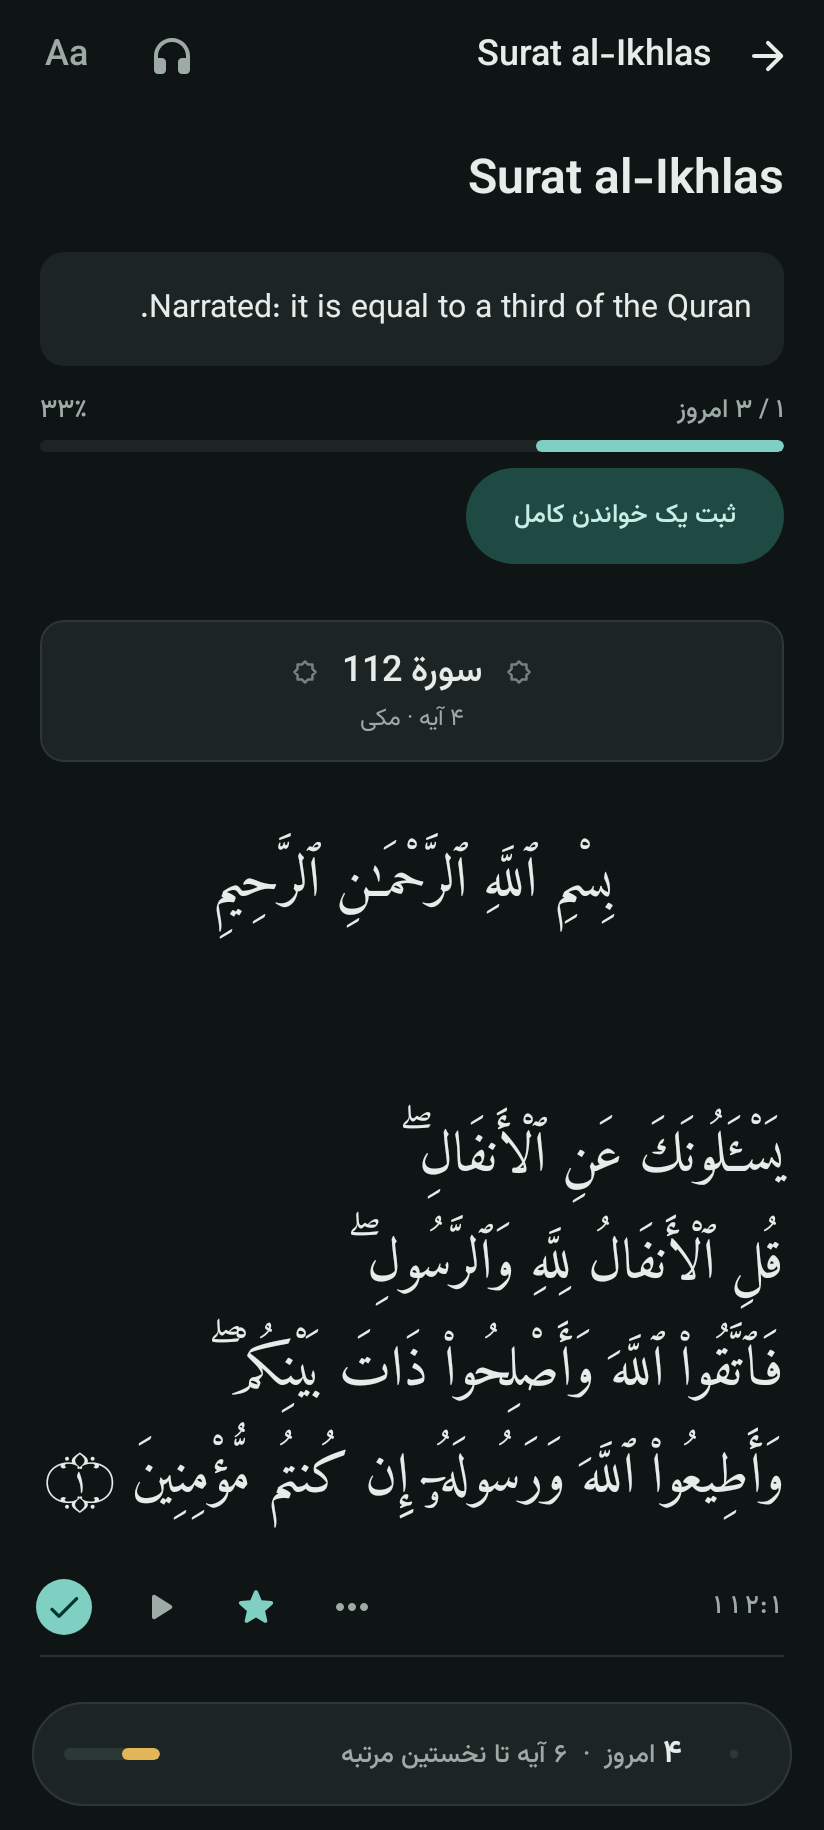 Surat al-Ikhlas
Aa
Surat al-Ikhlas
Narrated: it is equal to a third of the Quran.
۱ / ۳ امروز
۳۳٪
ثبت یک خواندن کامل
سورة 112
۴ آیه · مکی
بِسْمِ ٱللَّهِ ٱلرَّحْمَـٰنِ ٱلرَّحِيمِ
يَسْـَٔلُونَكَ عَنِ ٱلْأَنفَالِ ۖ
قُلِ ٱلْأَنفَالُ لِلَّهِ وَٱلرَّسُولِ ۖ
فَٱتَّقُوا۟ ٱللَّهَ وَأَصْلِحُوا۟ ذَاتَ بَيْنِكُمْ ۖ
وَأَطِيعُوا۟ ٱللَّهَ وَرَسُولَهُۥٓ إِن كُنتُم مُّؤْمِنِينَ ۝١
۱۱۲:۱
۴ امروز · ۶ آیه تا نخستین مرتبه